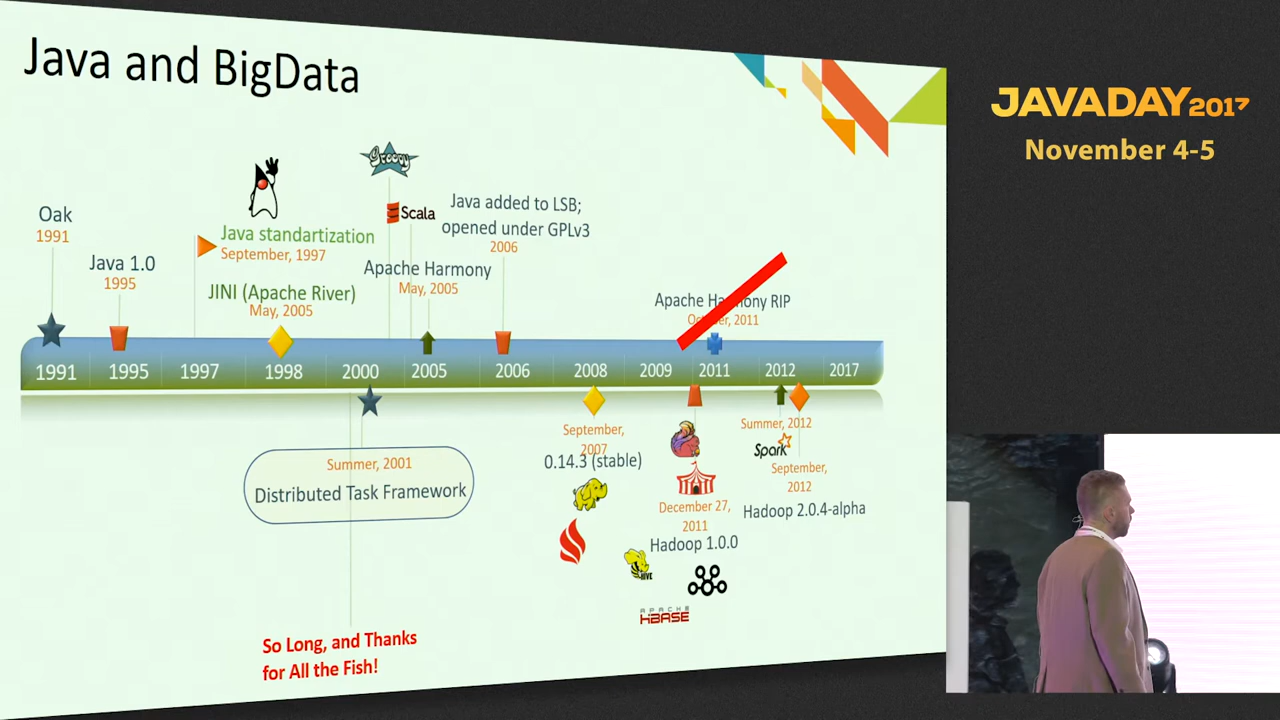 Java and BigData
JAVADAY 2017
November 4-5
Groovy
Scala
Java added to LSB;
opened under GPLv3
2006
Oak
1991
Java standartization
September, 1997
Java 1.0
1995
Apache Harmony
May, 2005
JINI (Apache River)
May, 2005
Apache Harmony RIP
October, 2011
1991
1995
1997
1998
2000
2005
2006
2008
2009
2011
2012
2017
Summer, 2001
Distributed Task Framework
So Long, and Thanks
for All the Fish!
September,
2007
0.14.3 (stable)
December 27,
2011
Hadoop 1.0.0
HIVE
APACHE
HBASE
Summer, 2012
Spark
September,
2012
Hadoop 2.0.4-alpha